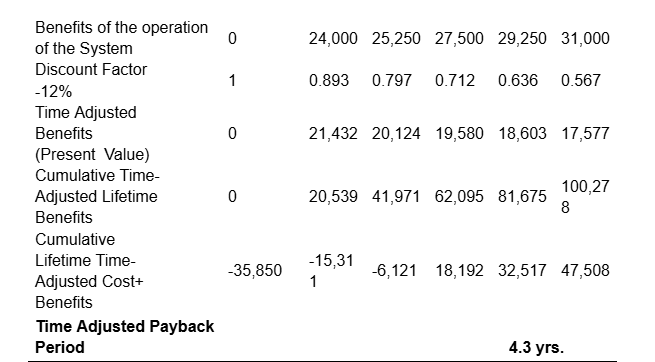 Benefits of the operation of the System 0 24,000 25,250 27,500 29,250 31,000
Discount Factor -12% 1 0.893 0.797 0.712 0.636 0.567
Time Adjusted Benefits (Present Value) 0 21,432 20,124 19,580 18,603 17,577
Cumulative Time-Adjusted Lifetime Benefits 0 20,539 41,971 62,095 81,675 100,278
Cumulative Lifetime Time-Adjusted Cost+ Benefits -35,850 -15,311 -6,121 18,192 32,517 47,508
Time Adjusted Payback Period 4.3 yrs.